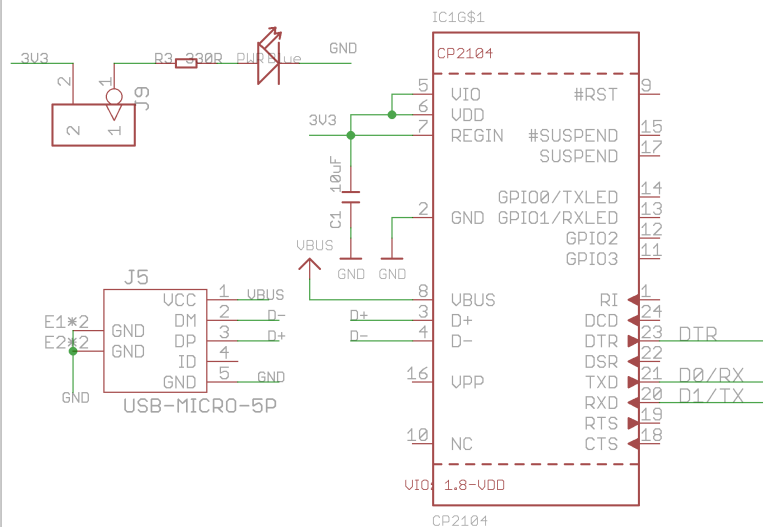 IC1G$1
CP2104
3V3
R3 330R
PWR Blue
GND
2
1
J9
2
1
3V3
10uF
C1
GND
GND
VBUS
5 VIO
6 VDD
7 REGIN
2 GND
8 VBUS
D+ 3 D+
D- 4 D-
16 VPP
10 NC
#RST 9
#SUSPEND 15
SUSPEND 17
GPIO0/TXLED 14
GPIO1/RXLED 13
GPIO2 12
GPIO3 11
RI 1
DCD 24
DTR 23 DTR
DSR 22
TXD 21 D0/RX
RXD 20 D1/TX
RTS 19
CTS 18
VIO: 1.8-VDD
CP2104
J5
VCC 1 VBUS
DM 2 D-
E1*2 GND DP 3 D+
E2*2 GND ID 4
GND 5 GND
GND
USB-MICRO-5P